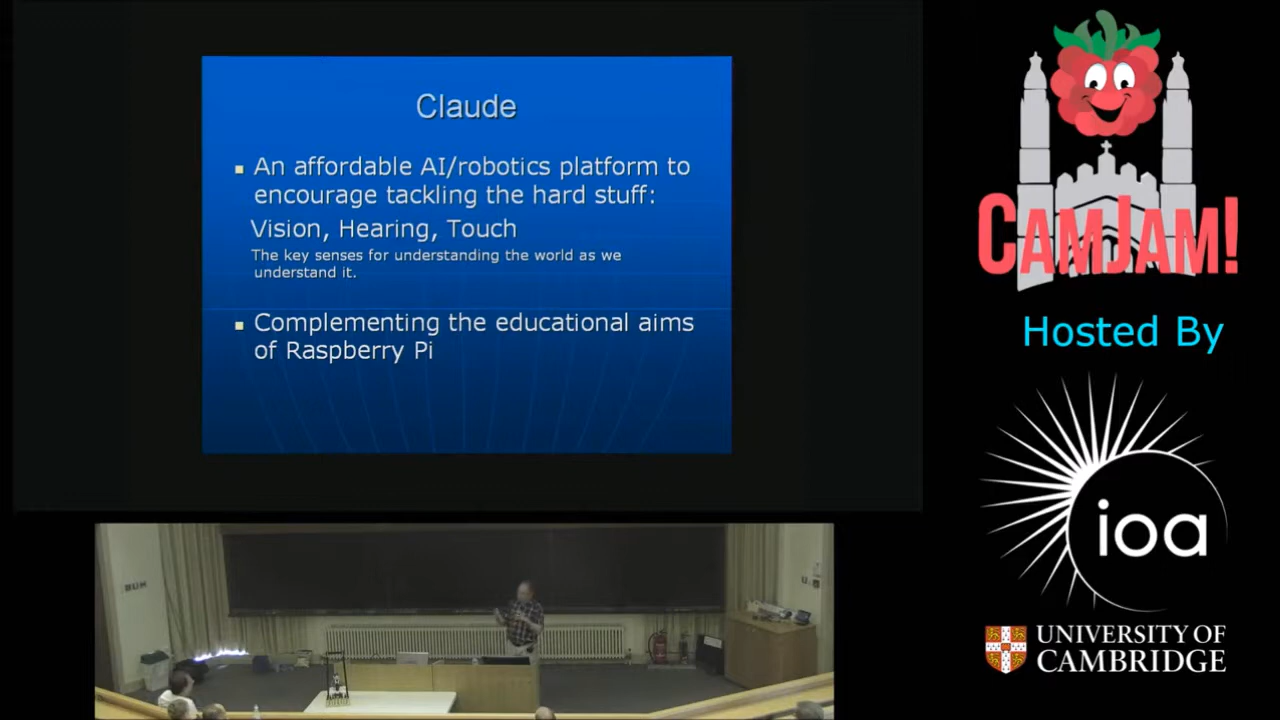 Claude
An affordable AI/robotics platform to
encourage tackling the hard stuff:
Vision, Hearing, Touch
The key senses for understanding the world as we
understand it.
Complementing the educational aims
of Raspberry Pi
CAMJAM!
Hosted By
ioa
UNIVERSITY OF
CAMBRIDGE